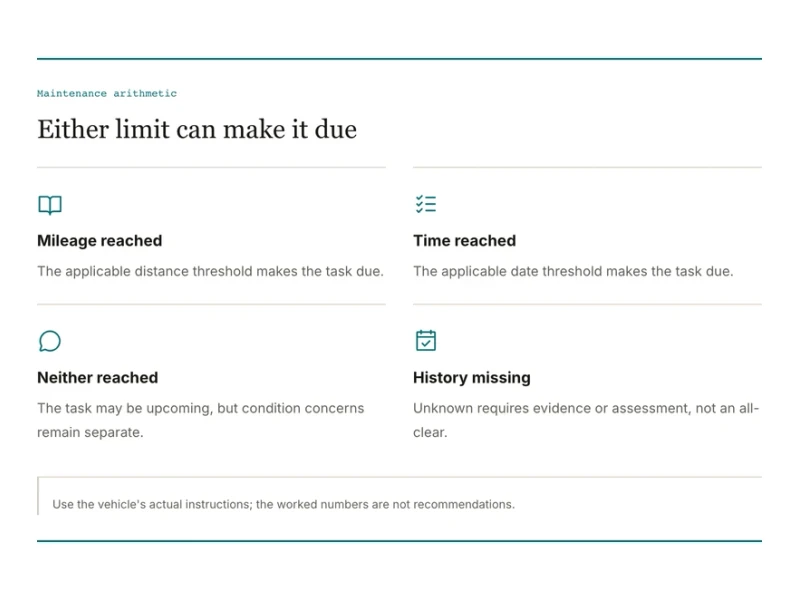 Maintenance arithmetic
Either limit can make it due
Mileage reached
The applicable distance threshold makes the task due.
Time reached
The applicable date threshold makes the task due.
Neither reached
The task may be upcoming, but condition concerns
remain separate.
History missing
Unknown requires evidence or assessment, not an all-
clear.
Use the vehicle's actual instructions; the worked numbers are not recommendations.